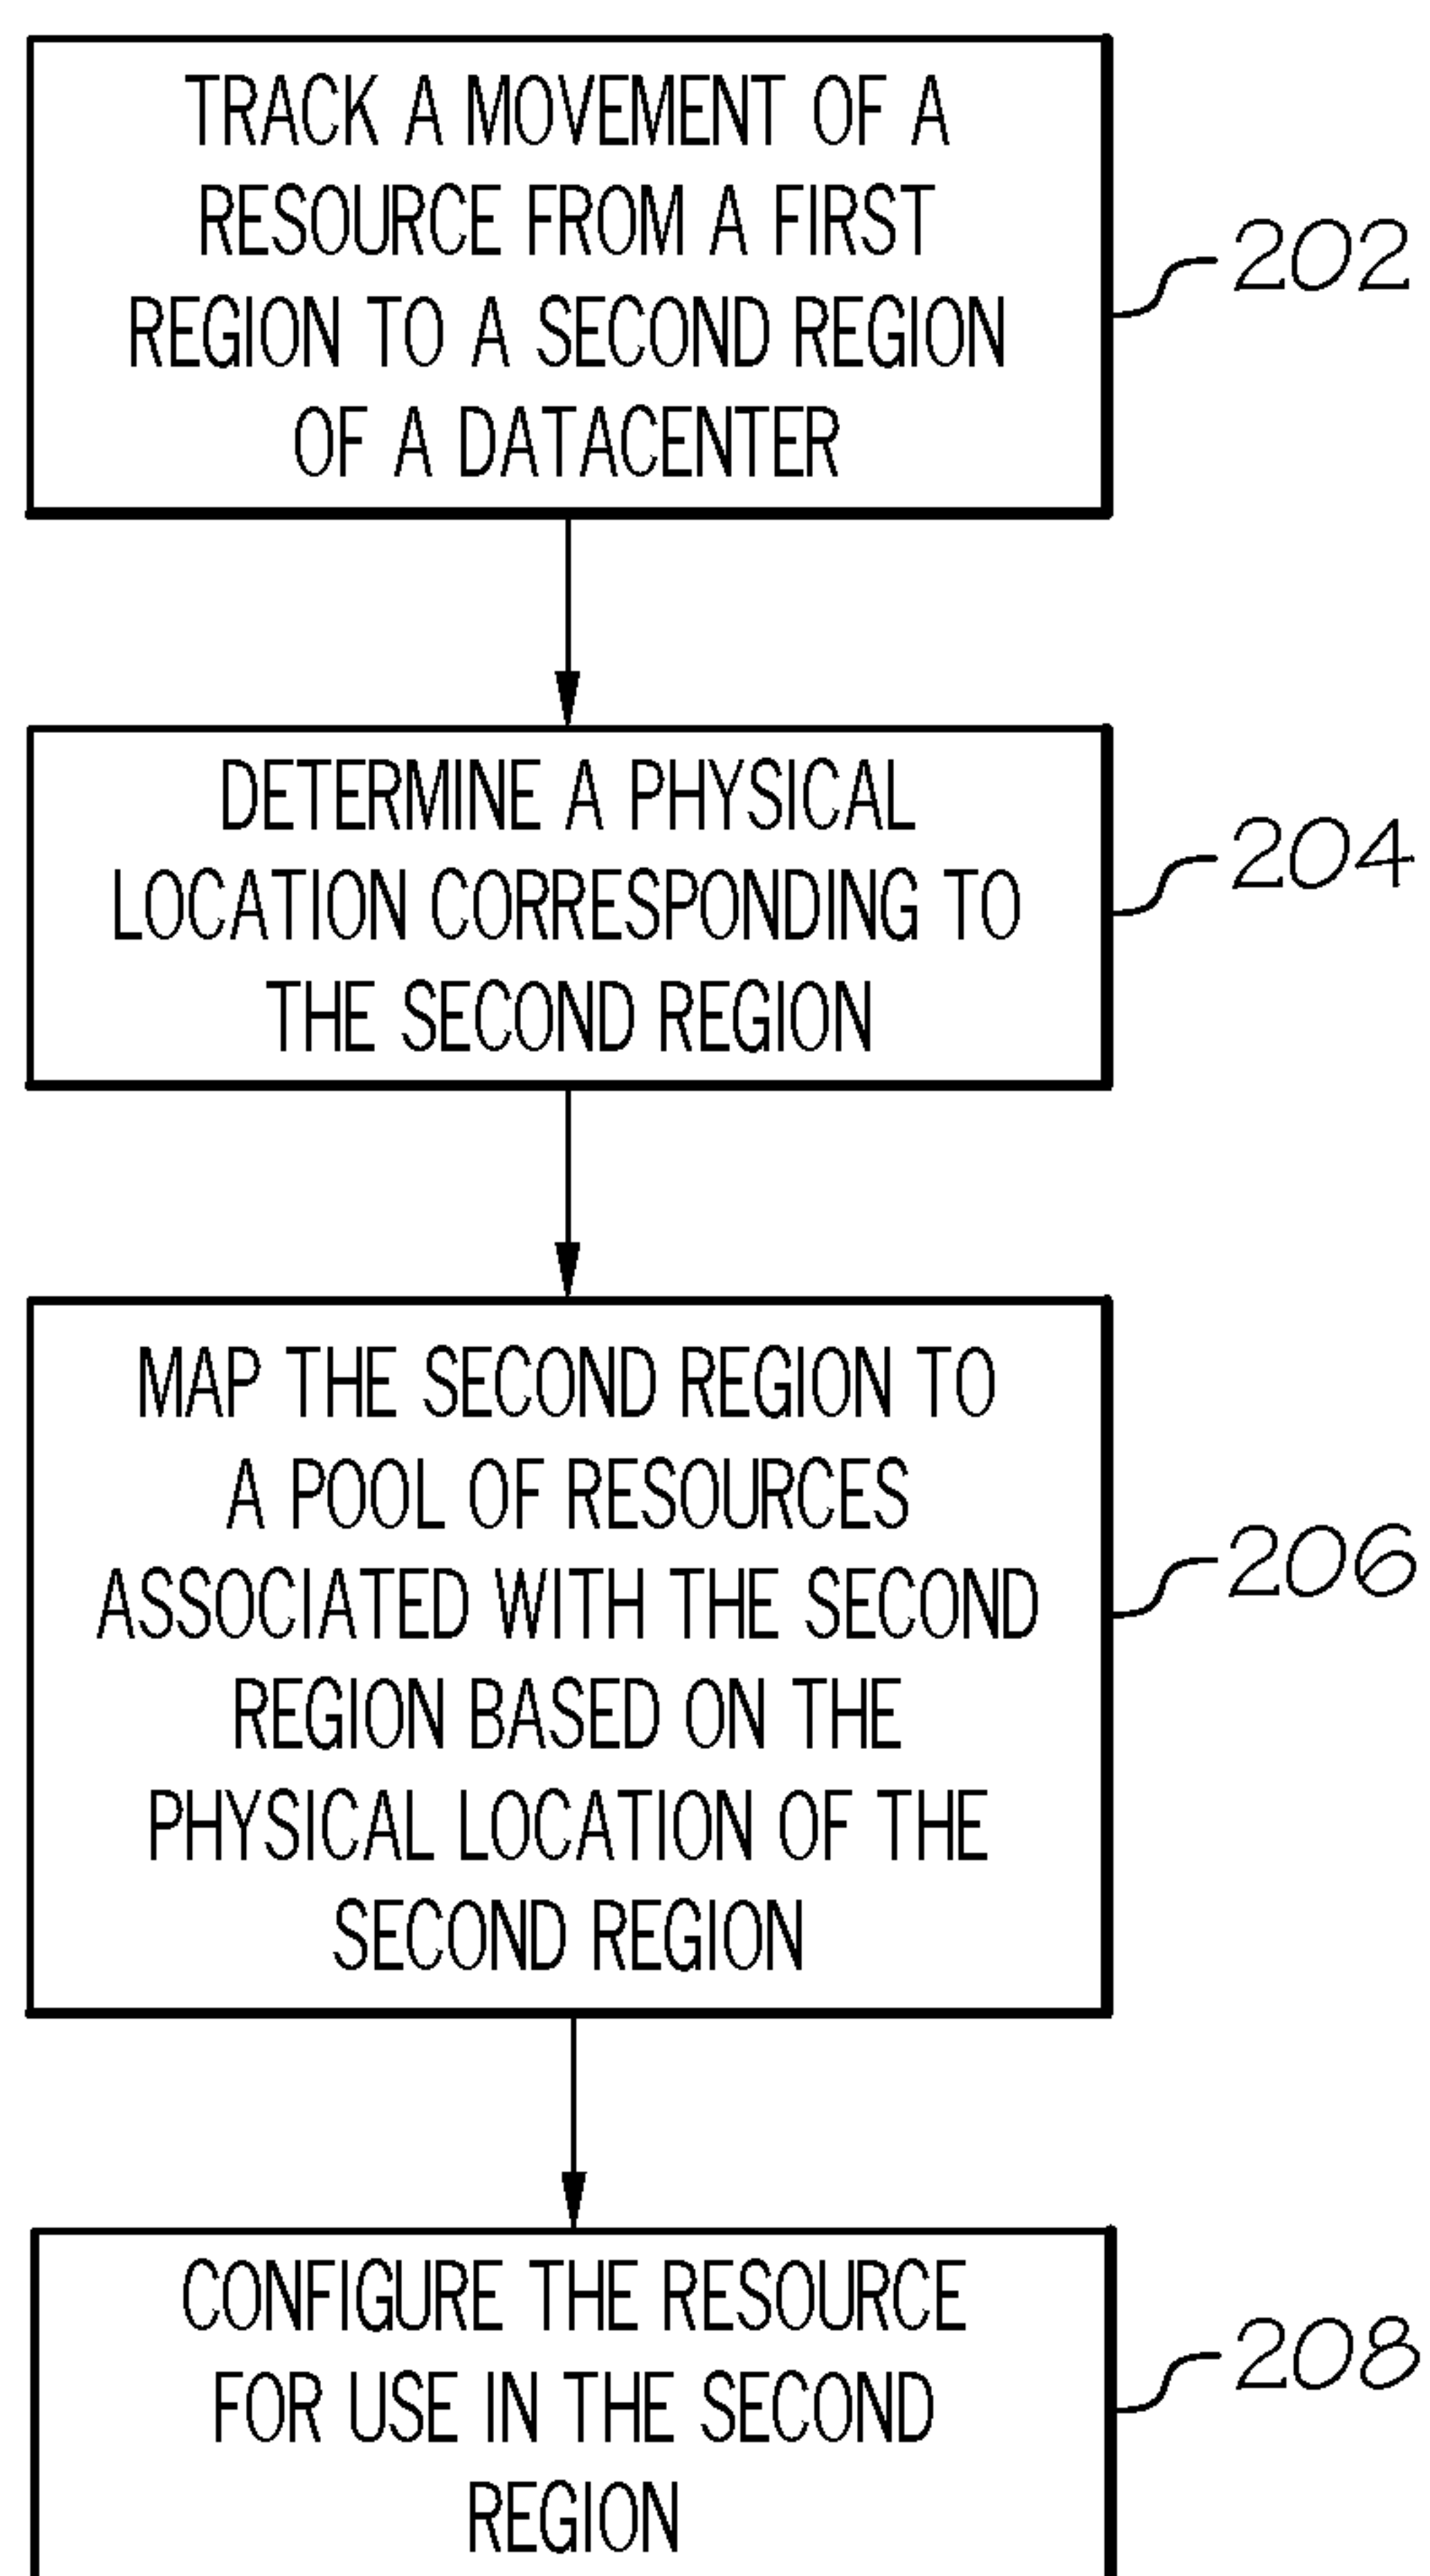 TRACK A MOVEMENT OF A
RESOURCE FROM A FIRST
REGION TO A SECOND REGION
OF A DATACENTER
202
DETERMINE A PHYSICAL
LOCATION CORRESPONDING TO
THE SECOND REGION
204
MAP THE SECOND REGION TO
A POOL OF RESOURCES
ASSOCIATED WITH THE SECOND
REGION BASED ON THE
PHYSICAL LOCATION OF THE
SECOND REGION
206
CONFIGURE THE RESOURCE
FOR USE IN THE SECOND
REGION
208